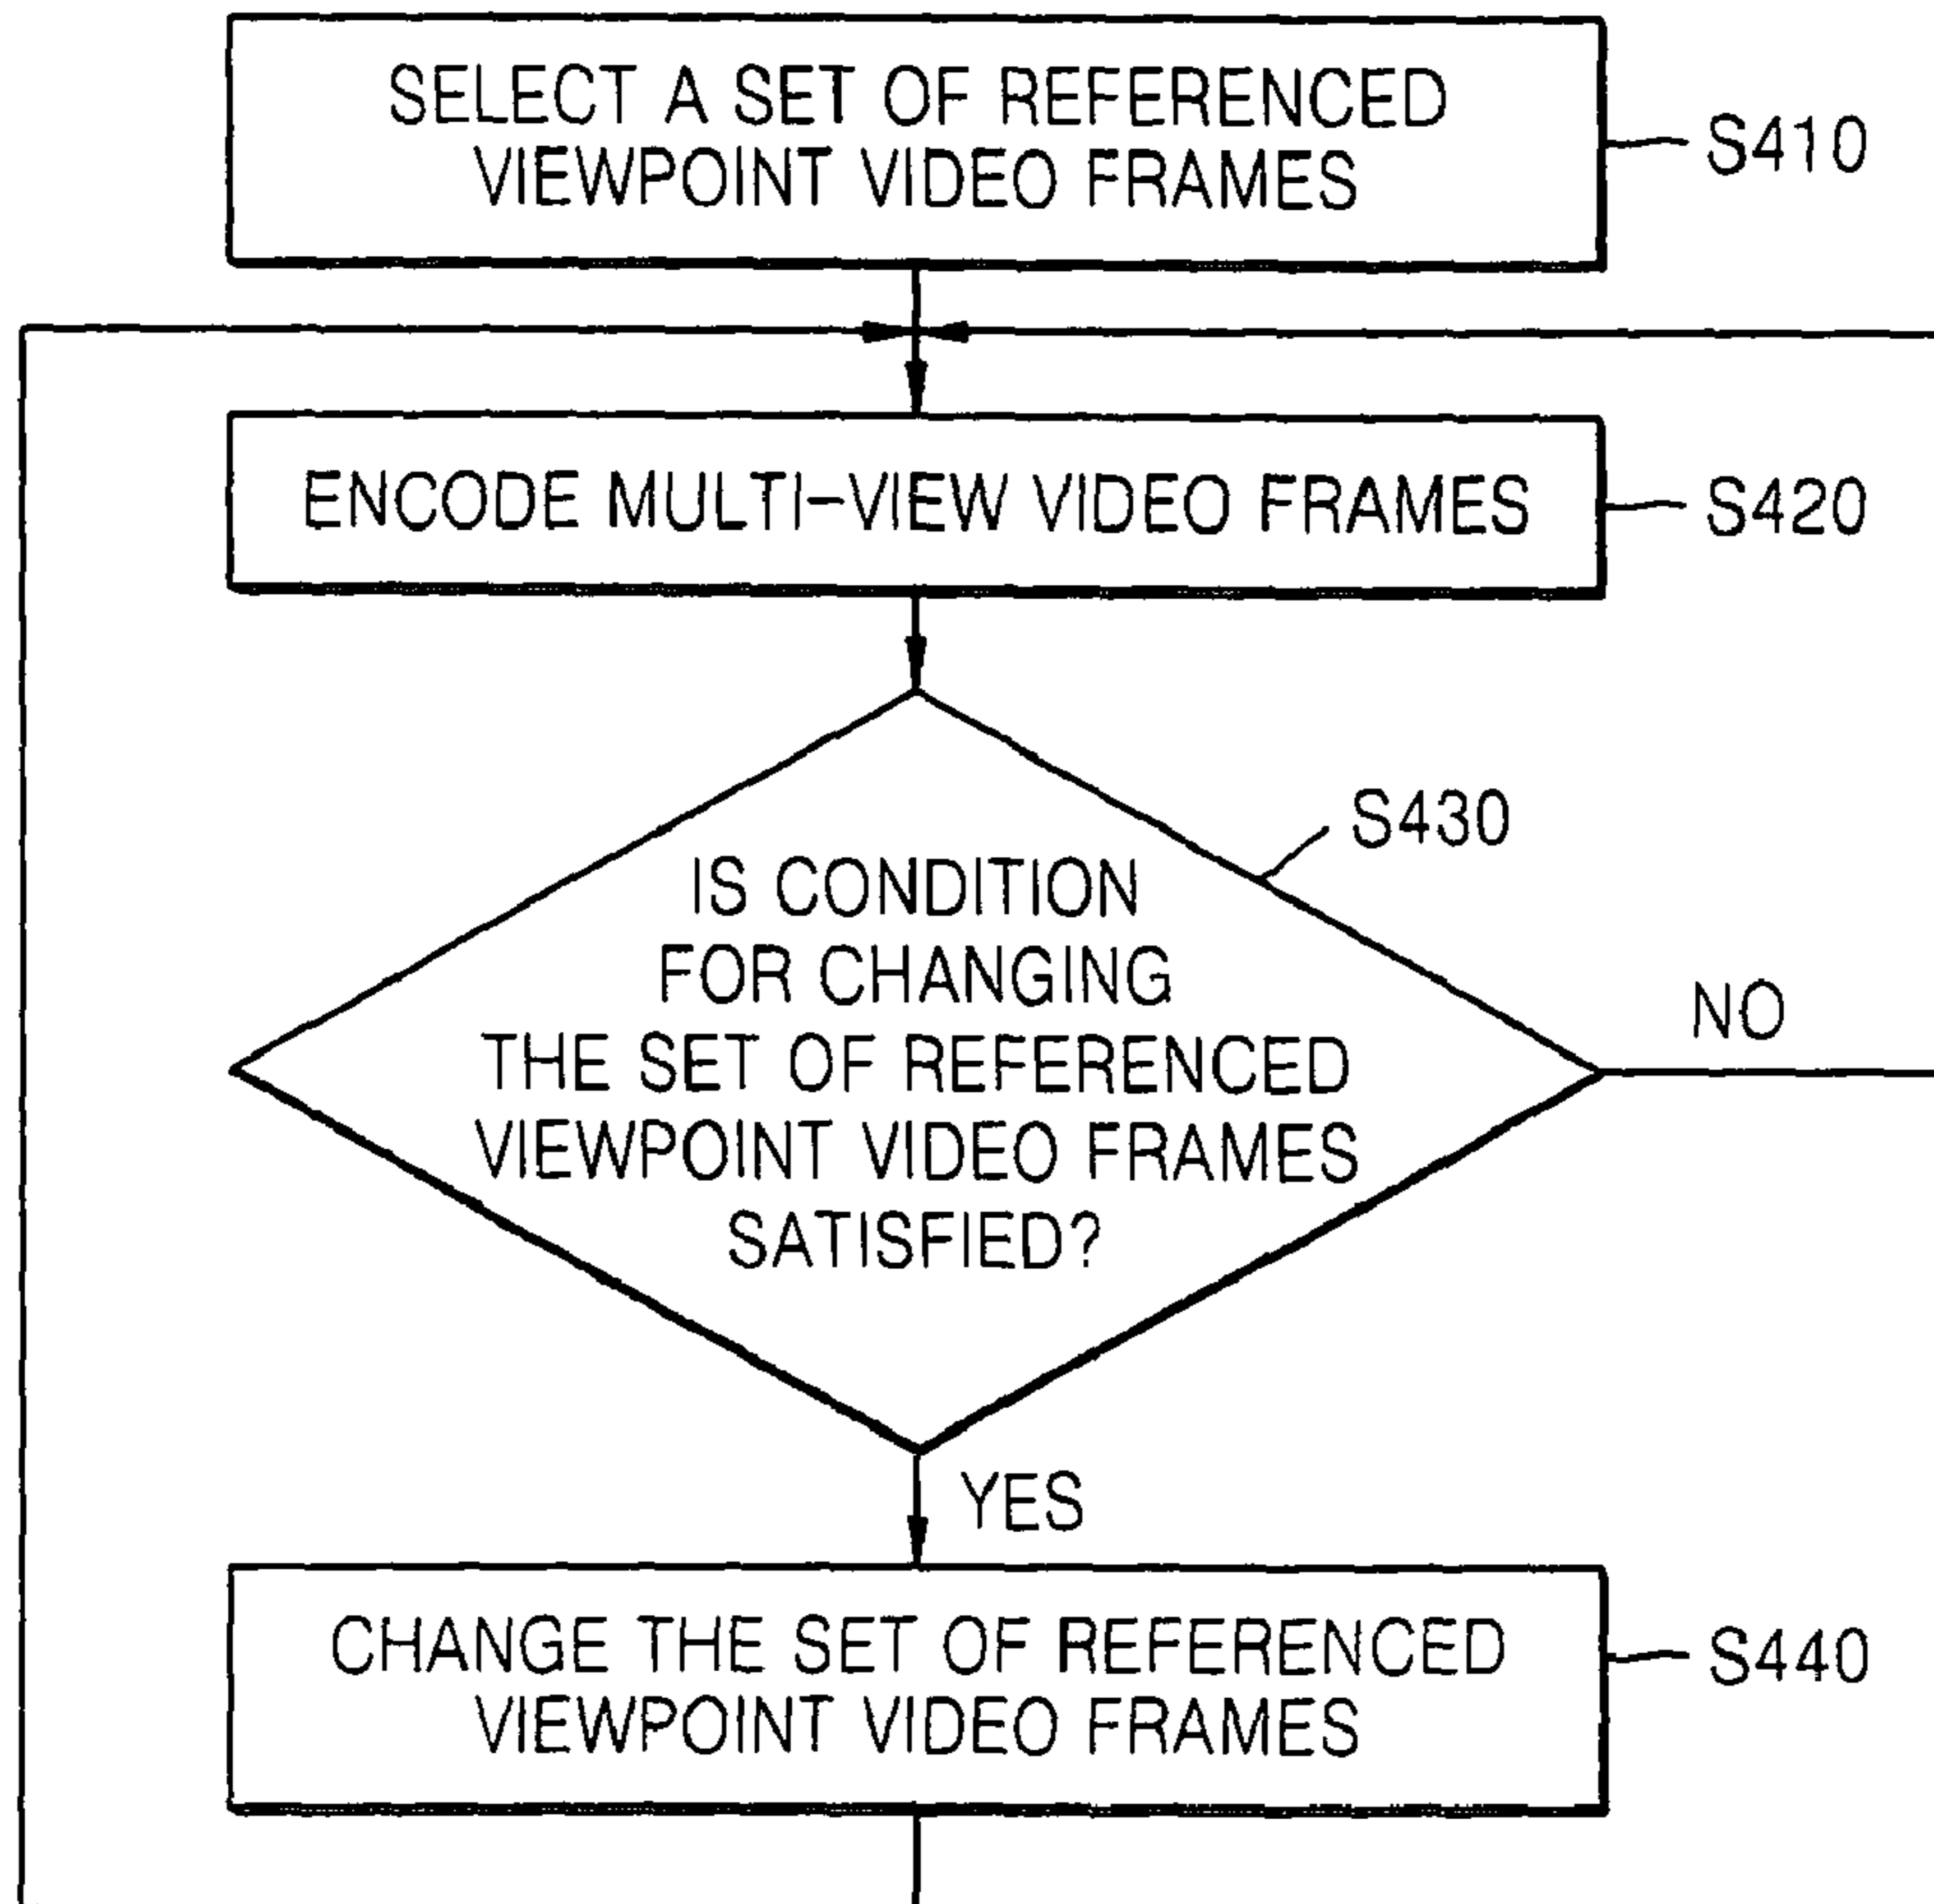 SELECT A SET OF REFERENCED
VIEWPOINT VIDEO FRAMES
S410
ENCODE MULTI-VIEW VIDEO FRAMES
S420
S430
IS CONDITION
FOR CHANGING
THE SET OF REFERENCED
VIEWPOINT VIDEO FRAMES
SATISFIED?
NO
YES
CHANGE THE SET OF REFERENCED
VIEWPOINT VIDEO FRAMES
S440